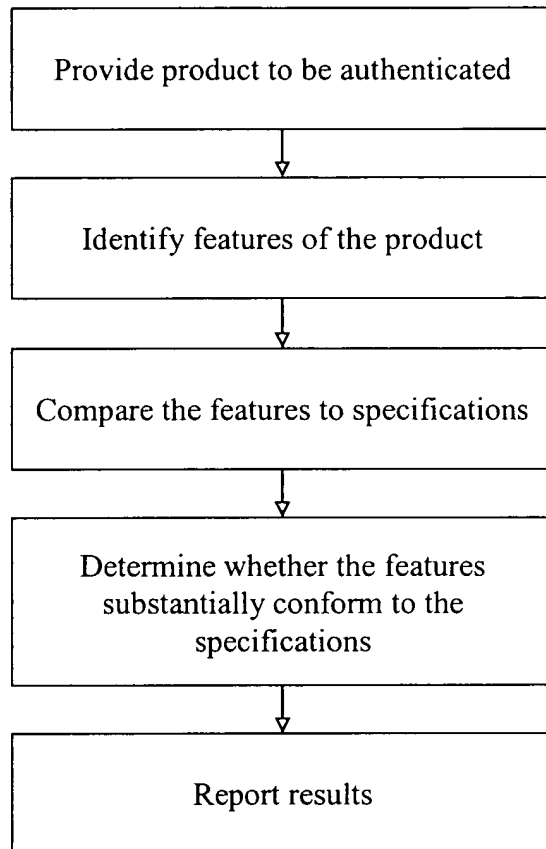 Provide product to be authenticated
Identify features of the product
Compare the features to specifications
Determine whether the features
substantially conform to the
specifications
Report results